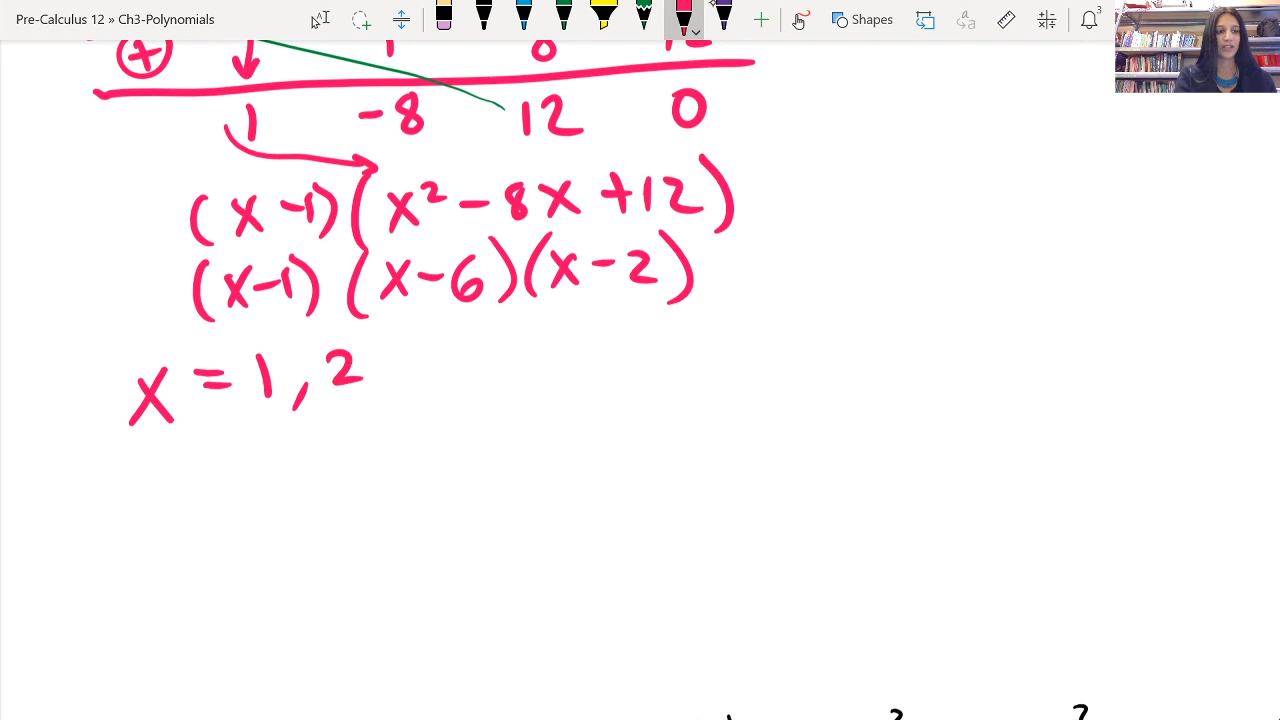 Pre-Calculus 12 » Ch3-Polynomials
Shapes
3
1 -8 12 0
(x-1)(x² - 8x + 12)
(x-1)(x-6)(x-2)
x = 1, 2